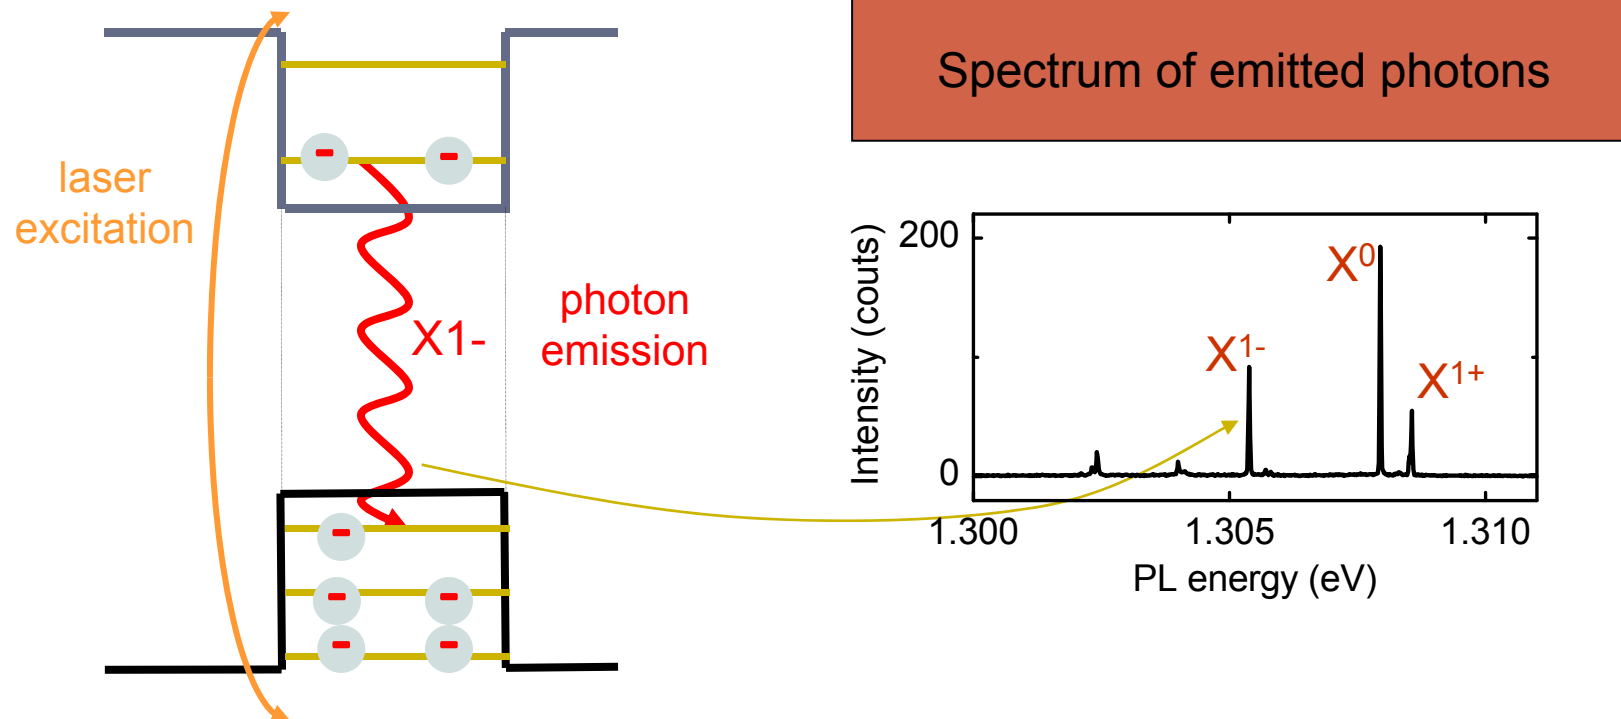 Spectrum of emitted photons
laser
excitation
-
-
X1-
photon
emission
-
-
-
-
-
200
0
Intensity (couts)
X¹⁻
X⁰
X¹⁺
1.300
1.305
1.310
PL energy (eV)